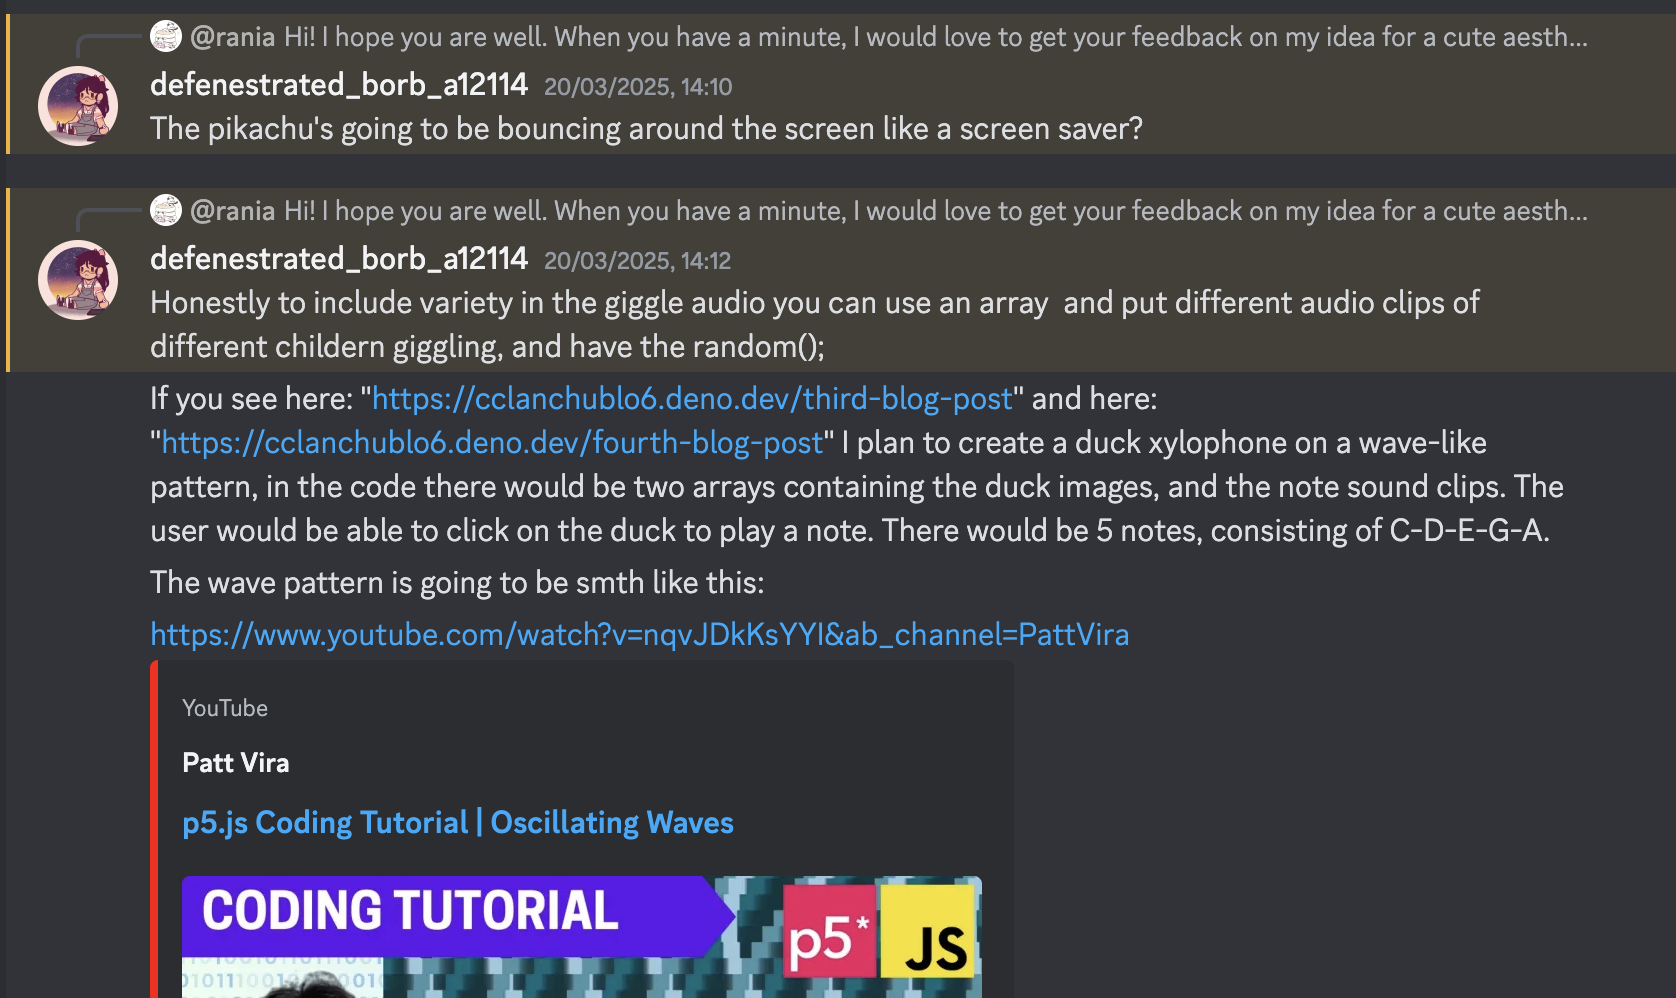 @rania Hi! I hope you are well. When you have a minute, I would love to get your feedback on my idea for a cute aesth...
defenestrated_borb_a12114 20/03/2025, 14:10
The pikachu's going to be bouncing around the screen like a screen saver?
@rania Hi! I hope you are well. When you have a minute, I would love to get your feedback on my idea for a cute aesth...
defenestrated_borb_a12114 20/03/2025, 14:12
Honestly to include variety in the giggle audio you can use an array  and put different audio clips of
different childern giggling, and have the random();
If you see here: "https://cclanchublo6.deno.dev/third-blog-post" and here:
"https://cclanchublo6.deno.dev/fourth-blog-post" I plan to create a duck xylophone on a wave-like
pattern, in the code there would be two arrays containing the duck images, and the note sound clips. The
user would be able to click on the duck to play a note. There would be 5 notes, consisting of C-D-E-G-A.
The wave pattern is going to be smth like this:
https://www.youtube.com/watch?v=nqvJDkKsYYI&ab_channel=PattVira
YouTube
Patt Vira
p5.js Coding Tutorial | Oscillating Waves
CODING TUTORIAL
p5* JS